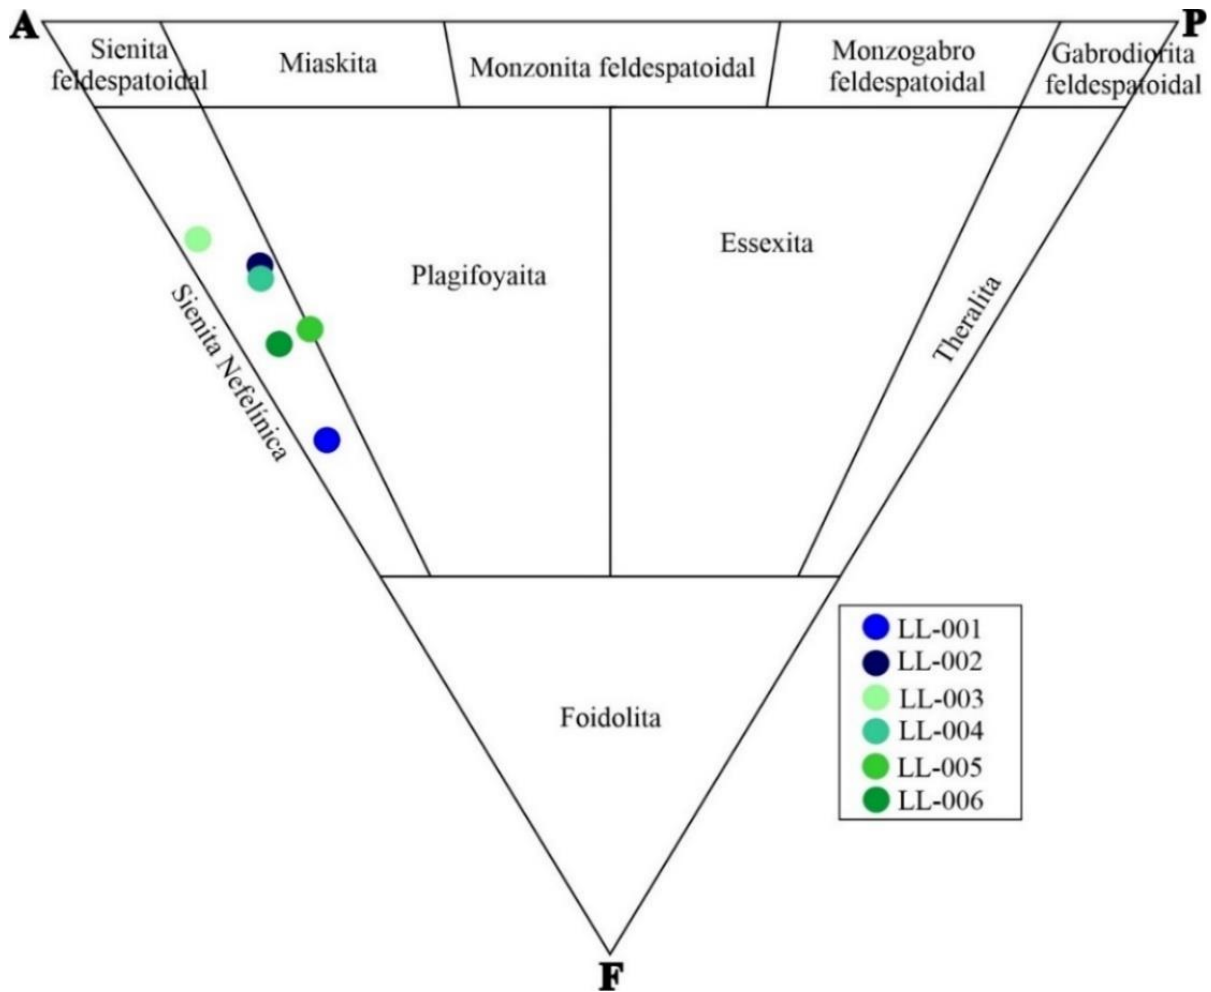 A
P
Sienita
feldespatoidal
Miaskita
Monzonita feldespatoidal
Monzogabro
feldespatoidal
Gabrodiorita
feldespatoidal
Plagifoyaita
Essexita
Sienita Nefelínica
Theralita
Foidolita
LL-001
LL-002
LL-003
LL-004
LL-005
LL-006
F